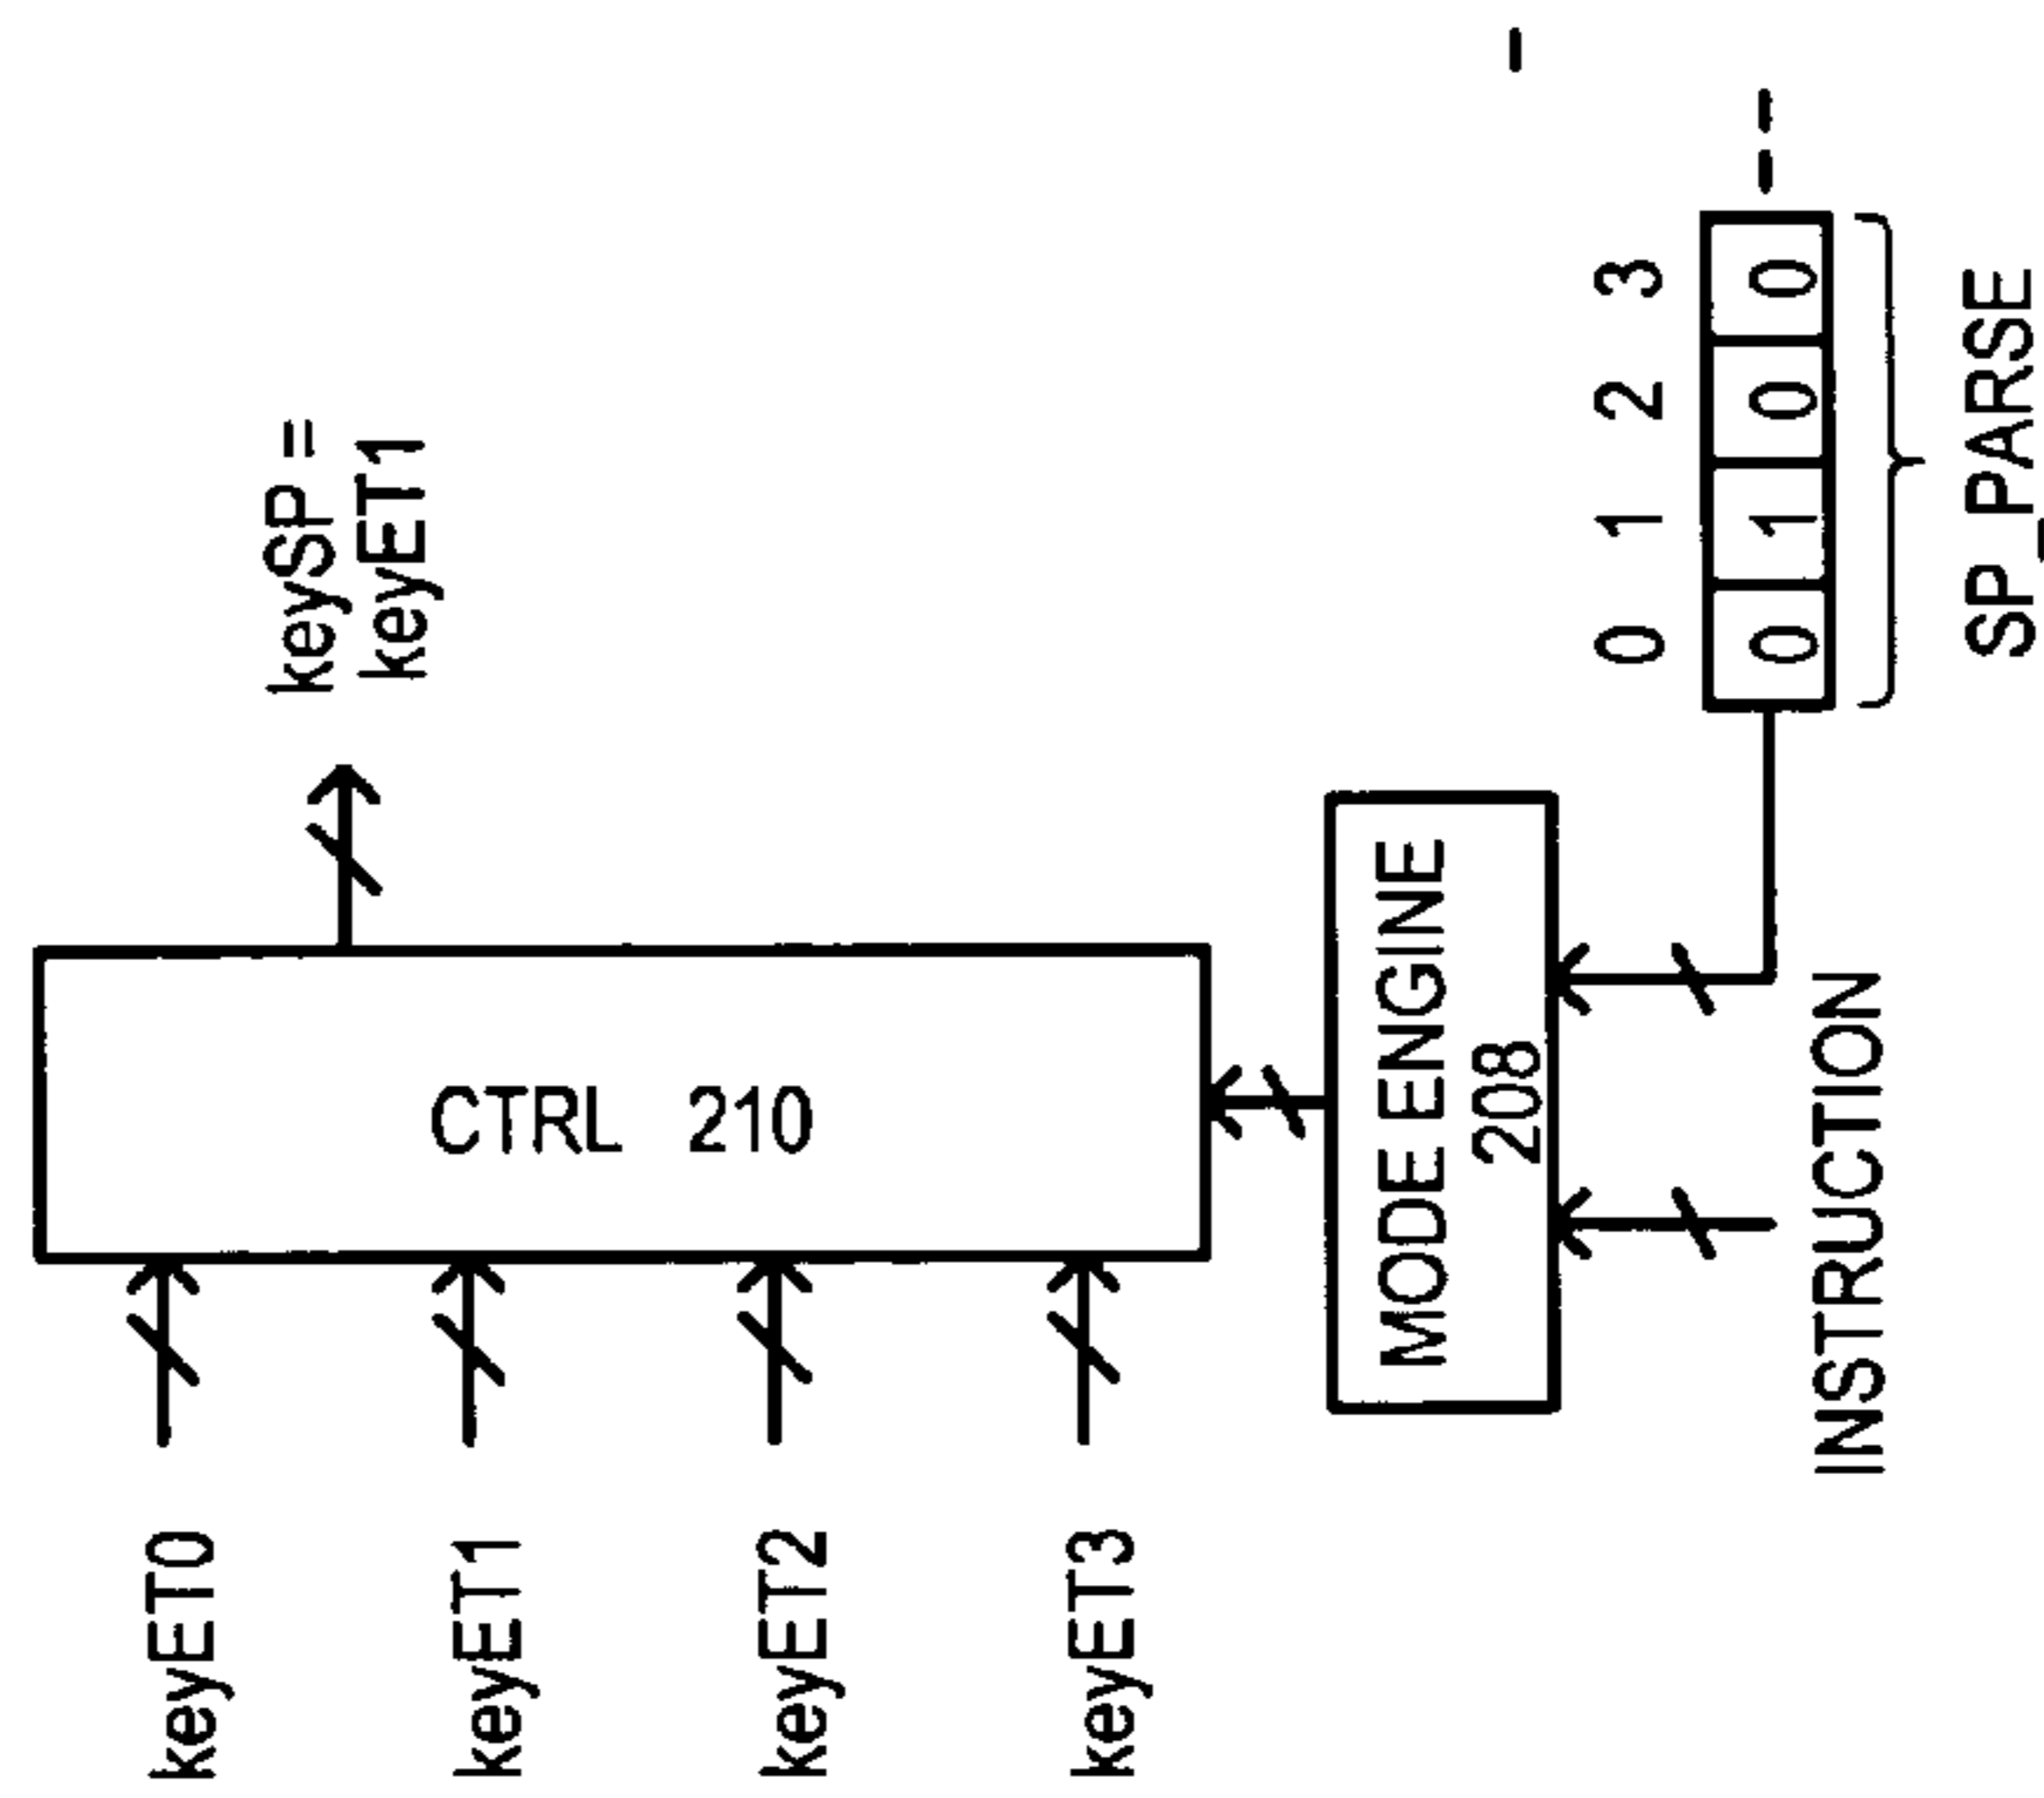 keyET0
keyET1
keyET2
keyET3
CTRL 210
keySP =
keyET1
MODE ENGINE
208
INSTRUCTION
0 1 2 3
0 1 0 0
SP_PARSE